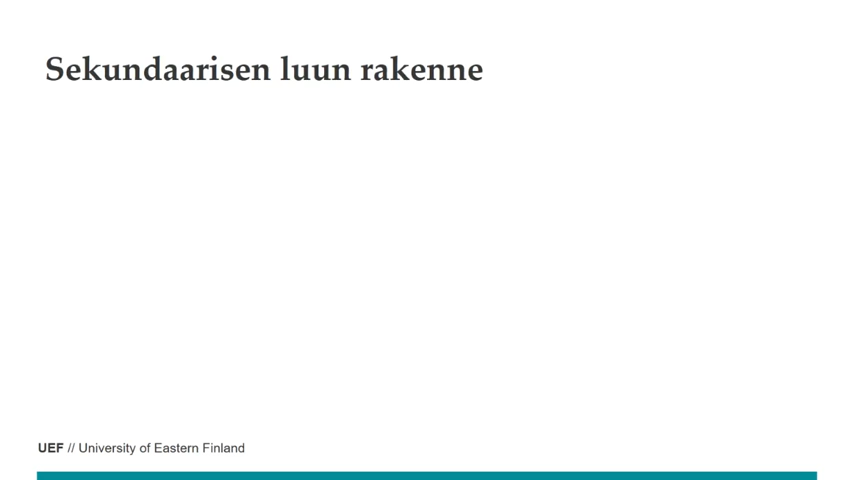 Sekundaarisen luun rakenne
UEF // University of Eastern Finland